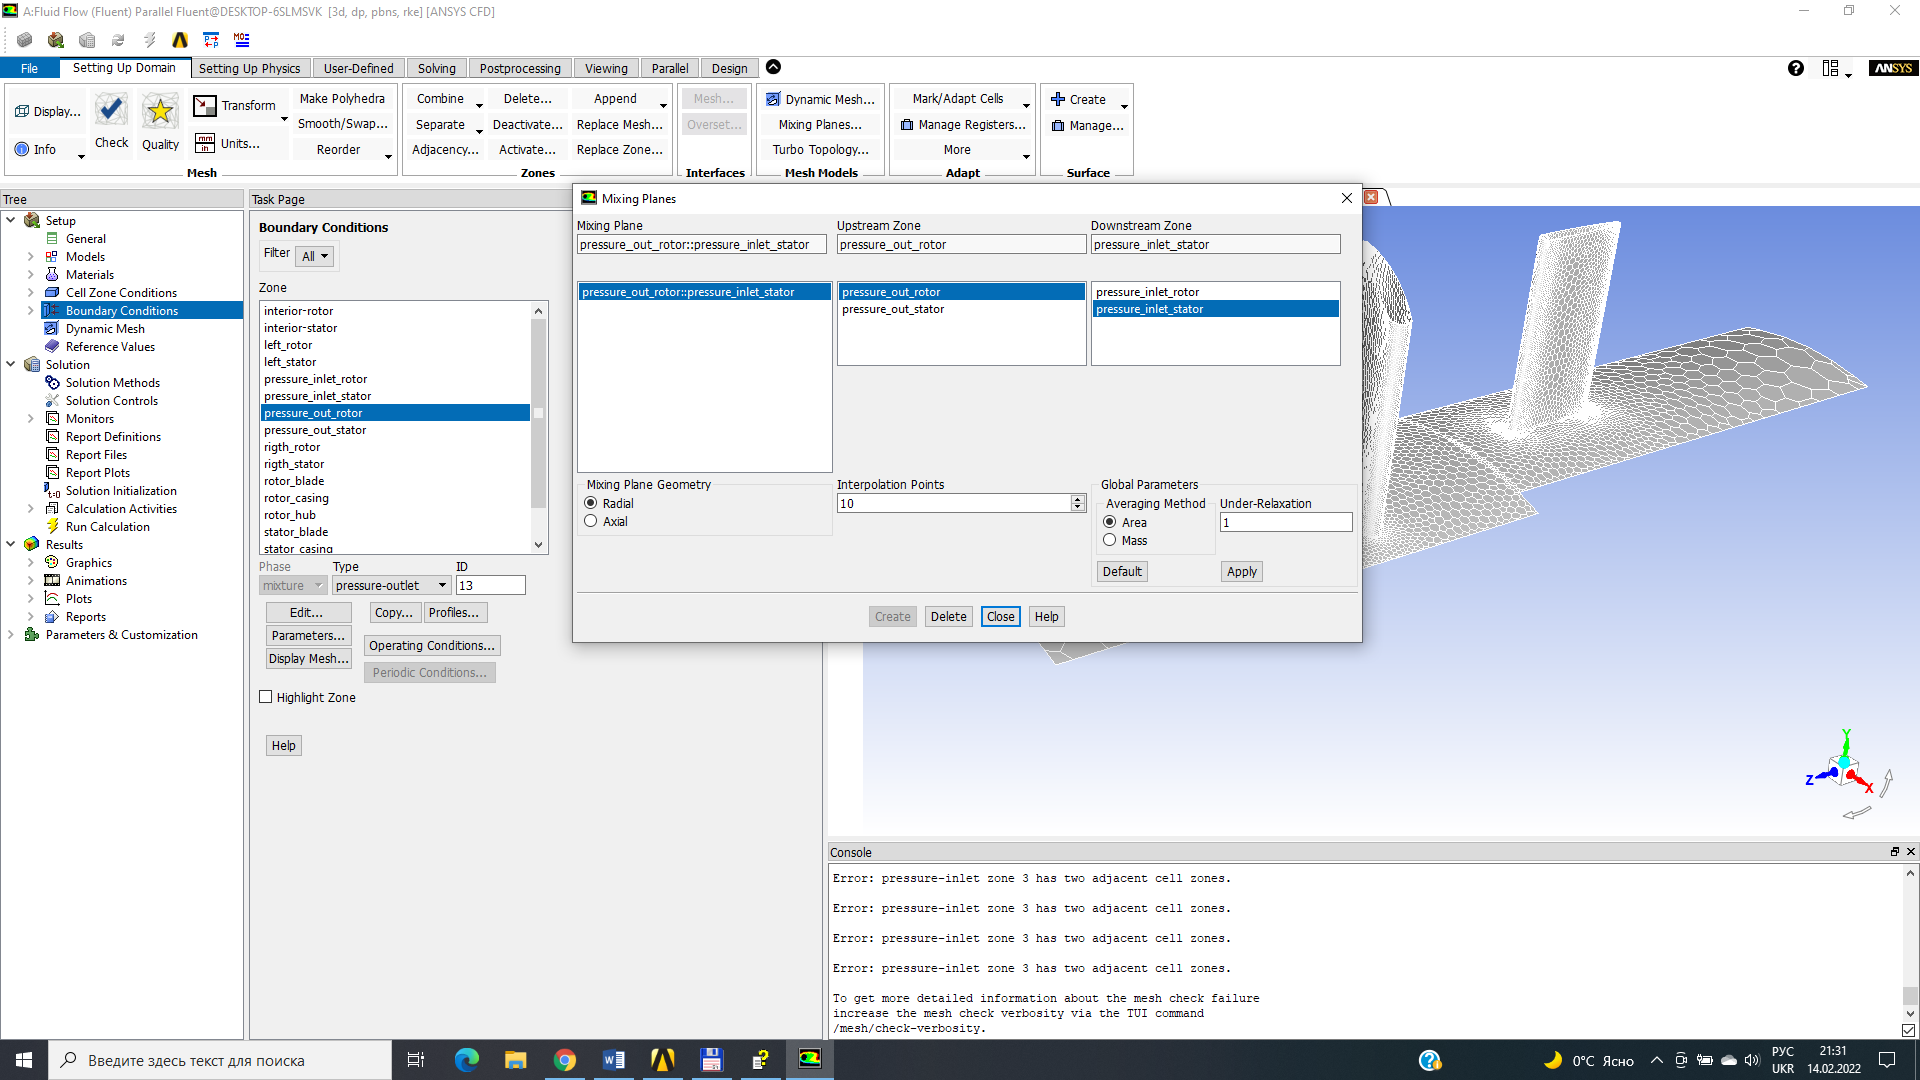 A:Fluid Flow (Fluent) Parallel Fluent@DESKTOP-6SLMSVK [3d, dp, pbns, rke] [ANSYS CFD]
File
Setting Up Domain
Setting Up Physics
User-Defined
Solving
Postprocessing
Viewing
Parallel
Design
ANSYS
Display...
Info
Check
Quality
Transform
Units...
Make Polyhedra
Smooth/Swap...
Reorder
Mesh
Combine
Separate
Adjacency...
Delete...
Deactivate...
Activate...
Append
Replace Mesh...
Replace Zone...
Zones
Mesh...
Overset...
Interfaces
Dynamic Mesh...
Mixing Planes...
Turbo Topology...
Mesh Models
Mark/Adapt Cells
Manage Registers...
More
Adapt
Create
Manage...
Surface
Tree
Setup
General
Models
Materials
Cell Zone Conditions
Boundary Conditions
Dynamic Mesh
Reference Values
Solution
Solution Methods
Solution Controls
Monitors
Report Definitions
Report Files
Report Plots
Solution Initialization
Calculation Activities
Run Calculation
Results
Graphics
Animations
Plots
Reports
Parameters & Customization
Task Page
Boundary Conditions
Filter
All
Zone
interior-rotor
interior-stator
left_rotor
left_stator
pressure_inlet_rotor
pressure_inlet_stator
pressure_out_rotor
pressure_out_stator
rigth_rotor
rigth_stator
rotor_blade
rotor_casing
rotor_hub
stator_blade
stator_casing
Phase
Type
ID
mixture
pressure-outlet
13
Edit...
Copy...
Profiles...
Parameters...
Operating Conditions...
Display Mesh...
Periodic Conditions...
Highlight Zone
Help
Mixing Planes
Mixing Plane
Upstream Zone
Downstream Zone
pressure_out_rotor::pressure_inlet_stator
pressure_out_rotor
pressure_inlet_stator
pressure_out_rotor::pressure_inlet_stator
pressure_out_rotor
pressure_out_stator
pressure_inlet_rotor
pressure_inlet_stator
Mixing Plane Geometry
Radial
Axial
Interpolation Points
10
Global Parameters
Averaging Method
Area
Mass
Under-Relaxation
1
Default
Apply
Create
Delete
Close
Help
Y
Z
X
Console
Error: pressure-inlet zone 3 has two adjacent cell zones.
Error: pressure-inlet zone 3 has two adjacent cell zones.
Error: pressure-inlet zone 3 has two adjacent cell zones.
Error: pressure-inlet zone 3 has two adjacent cell zones.
To get more detailed information about the mesh check failure
increase the mesh check verbosity via the TUI command
/mesh/check-verbosity.
Введите здесь текст для поиска
0°C Ясно
РУС
UKR
21:31
14.02.2022